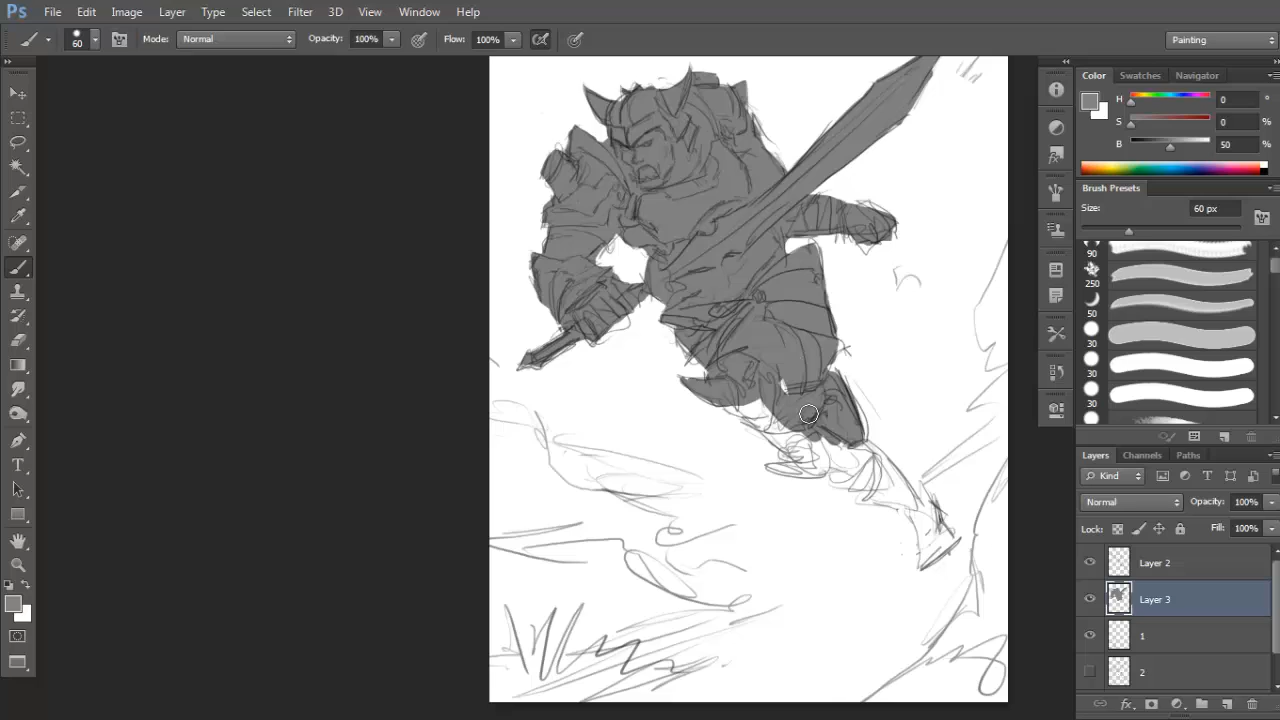 Ps File Edit Image Layer Type Select Filter 3D View Window Help
60 Mode: Normal Opacity: 100% Flow: 100% Painting
Color Swatches Navigator
H 0 °
S 0 %
B 50 %
Brush Presets
Size: 60 px
90
250
50
30
30
30
Layers Channels Paths
Kind
Normal Opacity: 100%
Lock: Fill: 100%
Layer 2
Layer 3
1
2